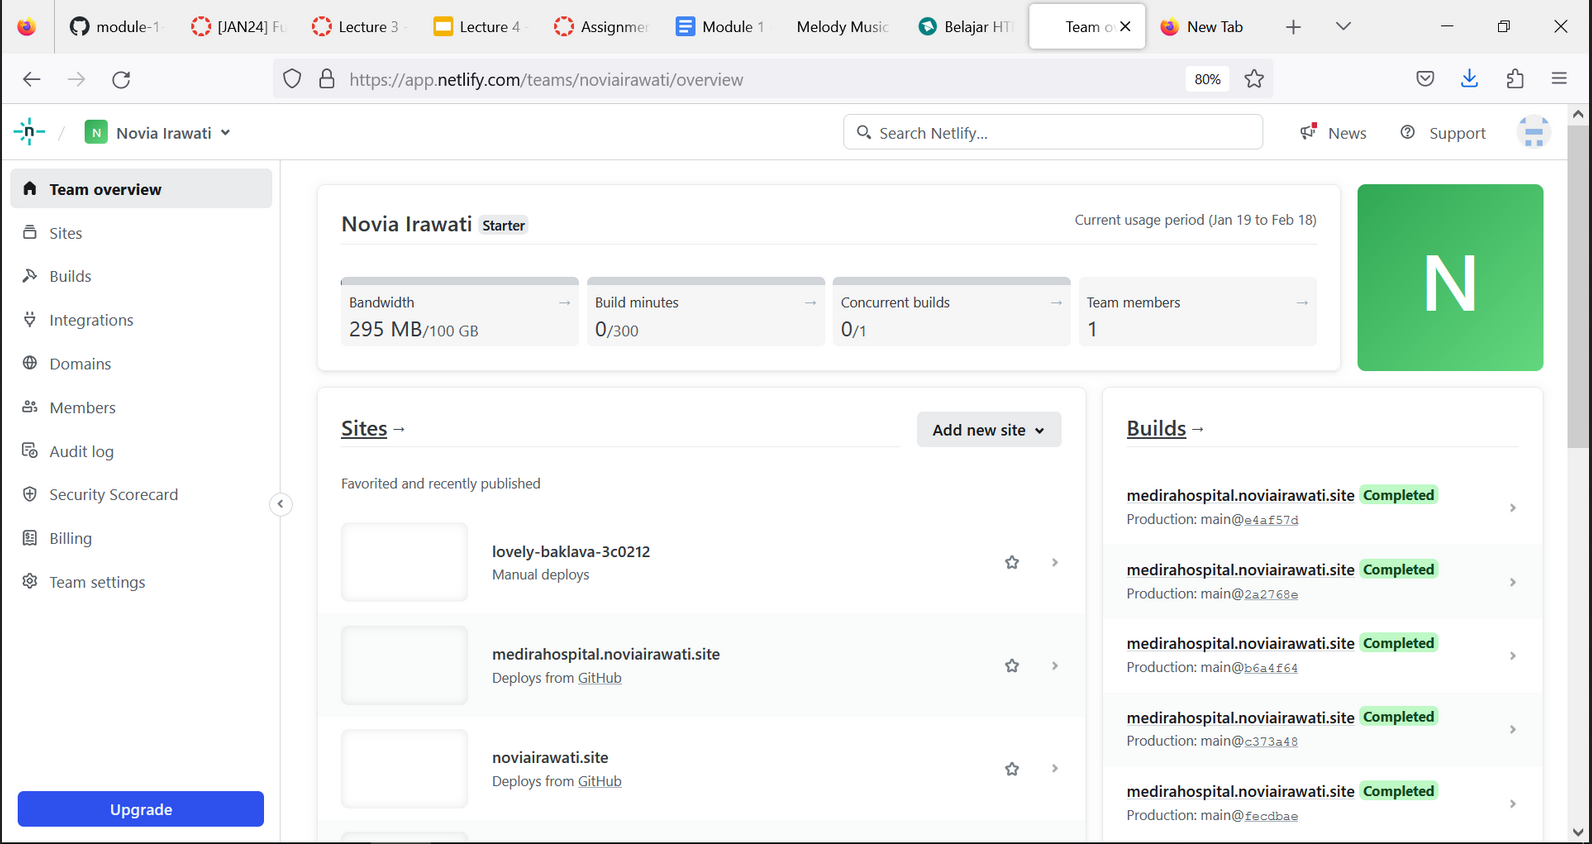 module-1-
[JAN24] Fu
Lecture 3 -
Lecture 4 -
Assignmen
Module 1
Melody Music
Belajar HT
Team o
New Tab
https://app.netlify.com/teams/noviairawati/overview
80%
n / N Novia Irawati
Search Netlify...
News
Support
Team overview
Sites
Builds
Integrations
Domains
Members
Audit log
Security Scorecard
Billing
Team settings
Upgrade
Novia Irawati Starter
Current usage period (Jan 19 to Feb 18)
Bandwidth →
295 MB/100 GB
Build minutes →
0/300
Concurrent builds →
0/1
Team members →
1
N
Sites →
Add new site
Favorited and recently published
lovely-baklava-3c0212
Manual deploys
medirahospital.noviairawati.site
Deploys from GitHub
noviairawati.site
Deploys from GitHub
Builds →
medirahospital.noviairawati.site Completed
Production: main@e4af57d
medirahospital.noviairawati.site Completed
Production: main@2a2768e
medirahospital.noviairawati.site Completed
Production: main@b6a4f64
medirahospital.noviairawati.site Completed
Production: main@c373a48
medirahospital.noviairawati.site Completed
Production: main@fecdbae